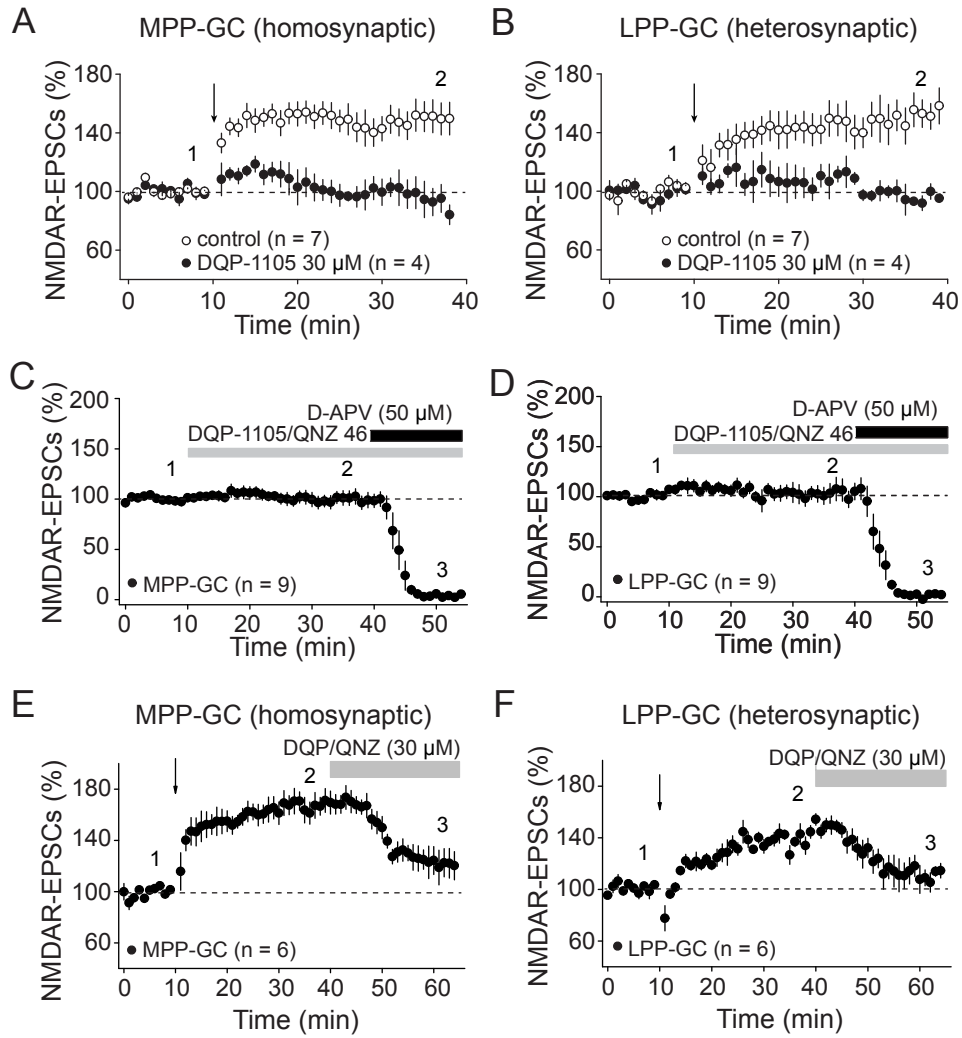 A
MPP-GC (homosynaptic)
NMDAR-EPSCs (%)
180
140
100
60
1
2
control (n = 7)
DQP-1105 30 µM (n = 4)
0 10 20 30 40
Time (min)
B
LPP-GC (heterosynaptic)
NMDAR-EPSCs (%)
180
140
100
60
1
2
control (n = 7)
DQP-1105 30 µM (n = 4)
0 10 20 30 40
Time (min)
C
NMDAR-EPSCs (%)
200
150
100
50
0
D-APV (50 µM)
DQP-1105/QNZ 46
1
2
3
MPP-GC (n = 9)
0 10 20 30 40 50
Time (min)
D
NMDAR-EPSCs (%)
200
150
100
50
0
D-APV (50 µM)
DQP-1105/QNZ 46
1
2
3
LPP-GC (n = 9)
0 10 20 30 40 50
Time (min)
E
MPP-GC (homosynaptic)
NMDAR-EPSCs (%)
180
140
100
60
DQP/QNZ (30 µM)
1
2
3
MPP-GC (n = 6)
0 10 20 30 40 50 60
Time (min)
F
LPP-GC (heterosynaptic)
NMDAR-EPSCs (%)
180
140
100
60
DQP/QNZ (30 µM)
1
2
3
LPP-GC (n = 6)
0 10 20 30 40 50 60
Time (min)